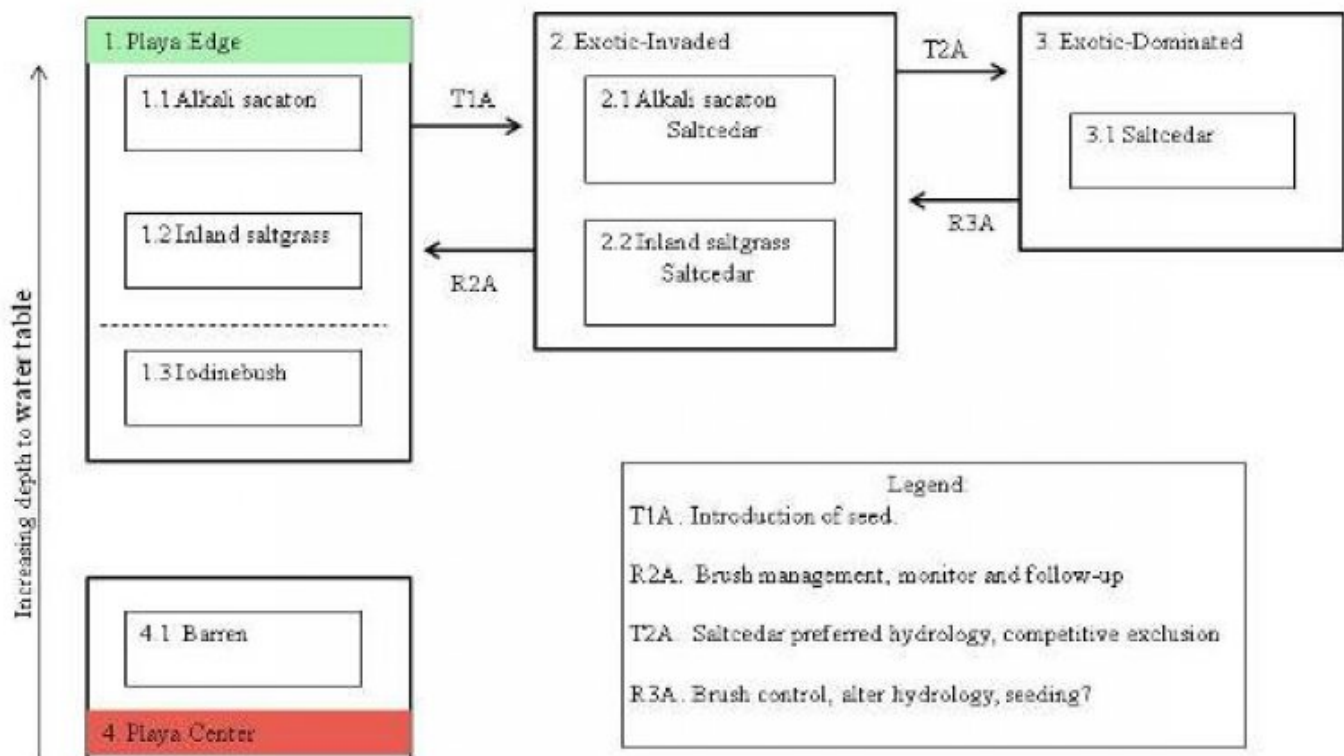 1. Playa Edge
1.1 Alkali sacaton
1.2 Inland saltgrass
1.3 Iodinebush
T1A
R2A
2. Exotic-Invaded
2.1 Alkali sacaton
Saltcedar
2.2 Inland saltgrass
Saltcedar
T2A
R3A
3. Exotic-Dominated
3.1 Saltcedar
Increasing depth to water table
4.1 Barren
4. Playa Center
Legend:
T1A. Introduction of seed.
R2A. Brush management, monitor and follow-up
T2A. Saltcedar preferred hydrology, competitive exclusion
R3A. Brush control, alter hydrology, seeding?